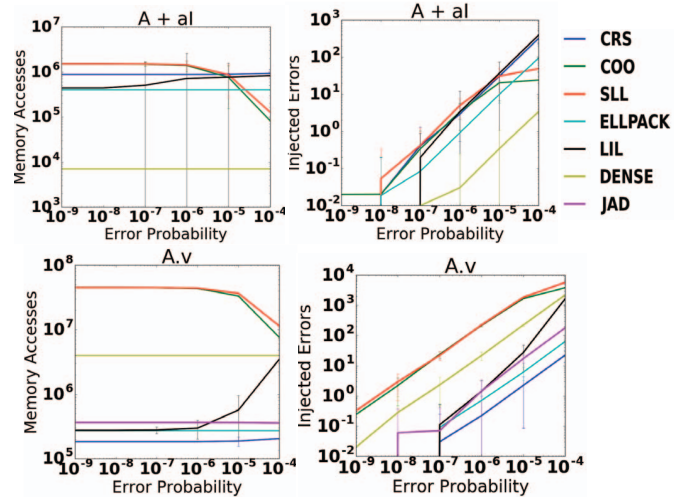 A + aI
Memory Accesses
10^7
10^6
10^5
10^4
10^3
10^-9 10^-8 10^-7 10^-6 10^-5 10^-4
Error Probability
A + aI
Injected Errors
10^3
10^2
10^1
10^0
10^-1
10^-2
10^-9 10^-8 10^-7 10^-6 10^-5 10^-4
Error Probability
CRS
COO
SLL
ELLPACK
LIL
DENSE
JAD
A.v
Memory Accesses
10^8
10^7
10^6
10^5
10^-9 10^-8 10^-7 10^-6 10^-5 10^-4
Error Probability
A.v
Injected Errors
10^4
10^3
10^2
10^1
10^0
10^-1
10^-2
10^-9 10^-8 10^-7 10^-6 10^-5 10^-4
Error Probability